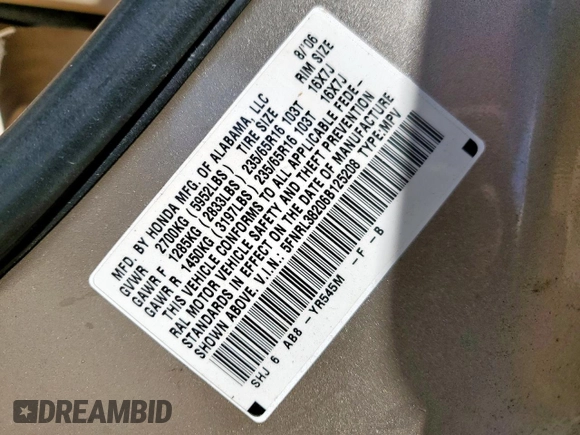 MFD. BY HONDA MFG. OF ALABAMA, LLC 8/'06
GVWR 2700KG (5952LBS) TIRE SIZE RIM SIZE
GAWR F 1285KG (2833LBS) 235/65R16 103T 16X7J
GAWR R 1450KG (3197LBS) 235/65R16 103T 16X7J
THIS VEHICLE CONFORMS TO ALL APPLICABLE FEDE-
RAL MOTOR VEHICLE SAFETY AND THEFT PREVENTION
STANDARDS IN EFFECT ON THE DATE OF MANUFACTURE
SHOWN ABOVE. V.I.N. 5FNRL38206B125208 TYPE:MPV
SHJ 6 AB8 -YR545M -F -B
DREAMBID